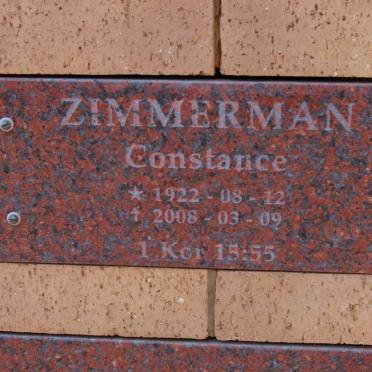 ZIMMERMAN
Constance
★ 1922 - 08 - 12
† 2008 - 03 - 09
1 Kor 15:55